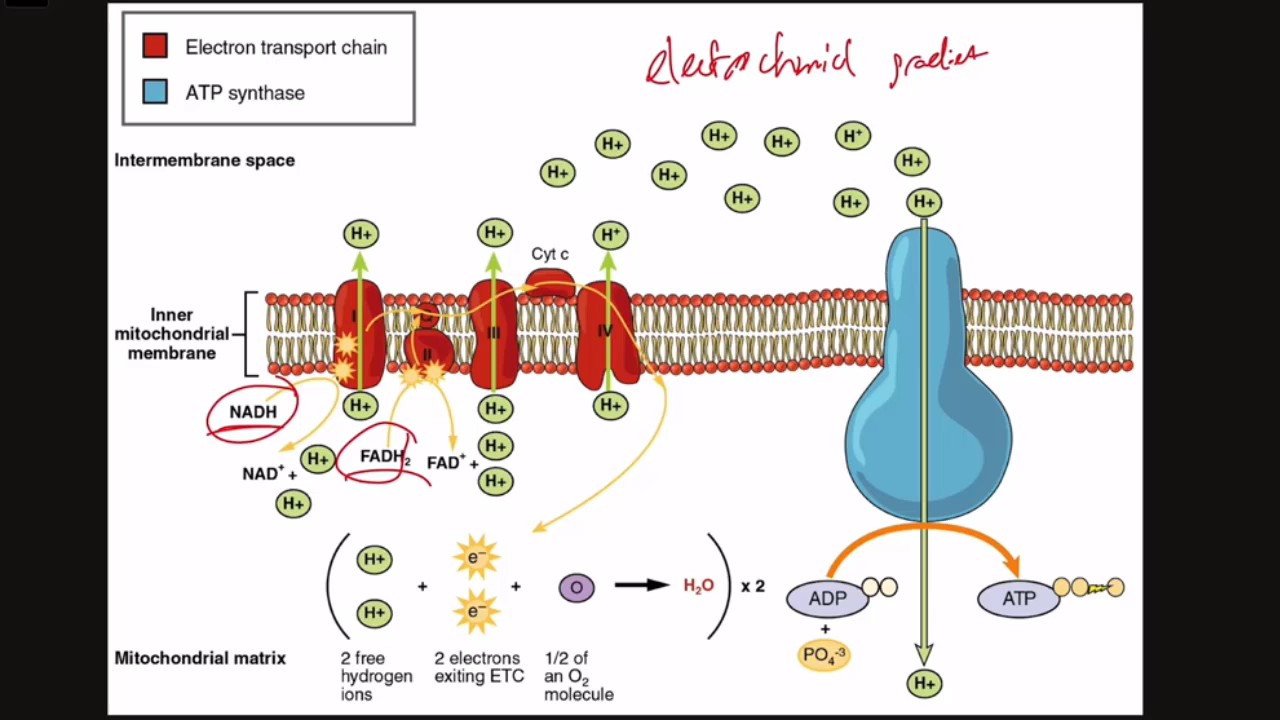 Electron transport chain
ATP synthase
electrochemical gradient
Intermembrane space
H+ H+ H+ H+ H+ H+ H+ H+ H+ H+
H+ H+ H+
Cyt c
Inner
mitochondrial
membrane
I
Q
II
III
IV
H+ H+ H+
NADH
NAD+ + H+
H+
FADH₂
FAD+ + H+
H+
H+
H+
+
e⁻
e⁻
+
O
H₂O
x 2
ADP
+
PO₄⁻³
ATP
H+
Mitochondrial matrix
2 free
hydrogen
ions
2 electrons
exiting ETC
1/2 of
an O₂
molecule